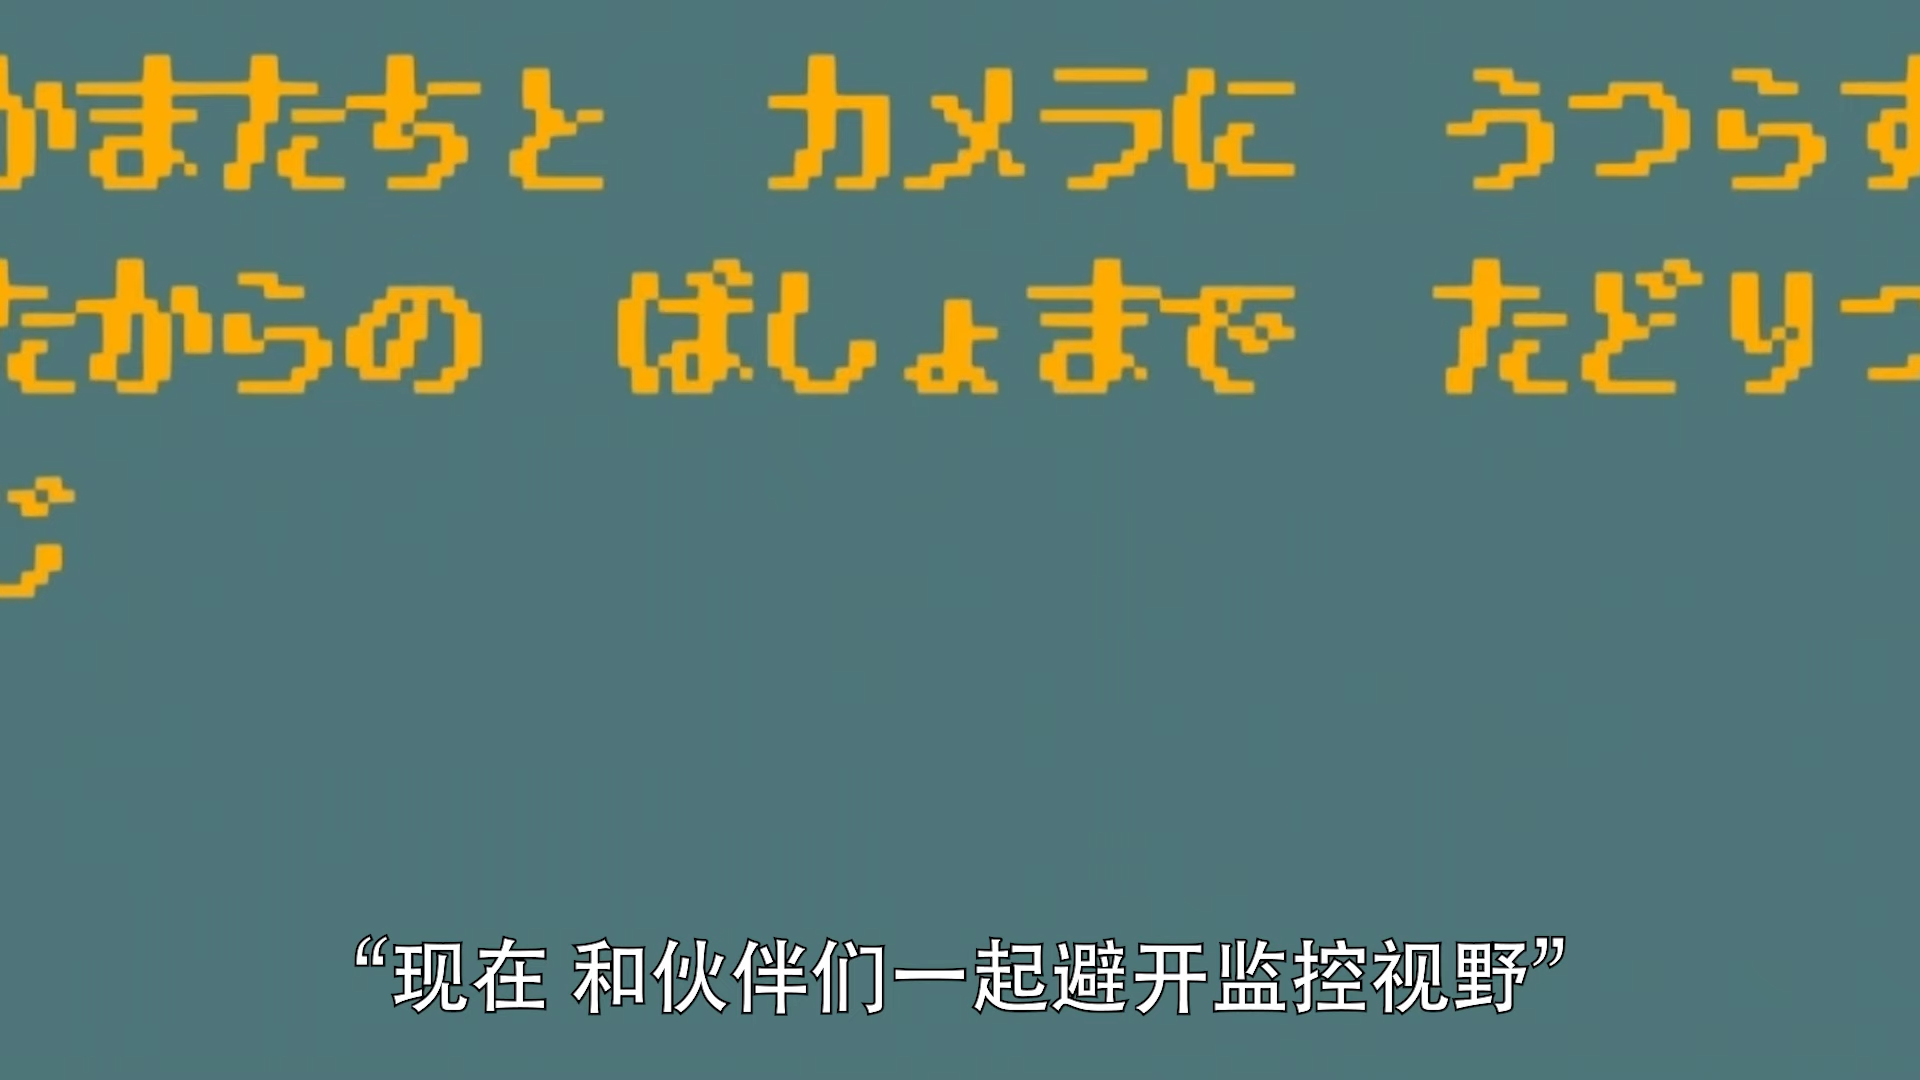 かまたちと　カメラに　うつらず
たからの　ばしょまで　たどりつ
“现在 和伙伴们一起避开监控视野”